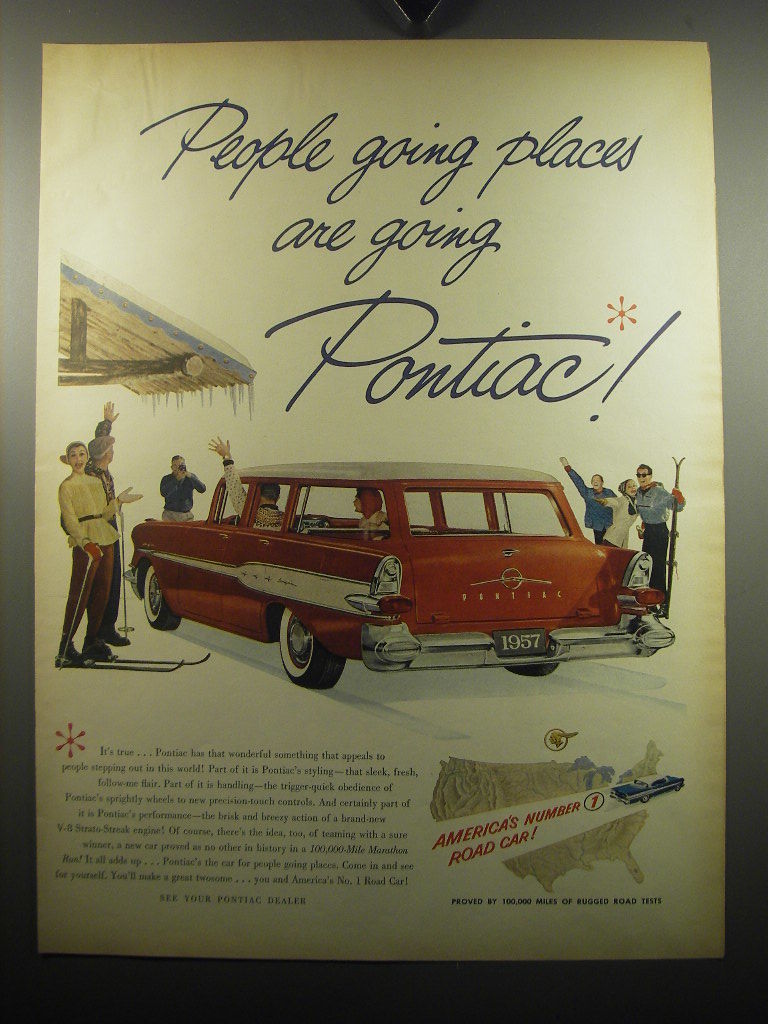 People going places
are going
Pontiac*!
PONTIAC
1957
* It's true . . . Pontiac has that wonderful something that appeals to
people stepping out in this world! Part of it is Pontiac's styling—that sleek, fresh,
follow-me flair. Part of it is handling—the trigger-quick obedience of
Pontiac's sprightly wheels to new precision-touch controls. And certainly part of
it is Pontiac's performance—the brisk and breezy action of a brand-new
V-8 Strato-Streak engine! Of course, there's the idea, too, of teaming with a sure
winner, a new car proved as no other in history in a 100,000-Mile Marathon
Run! It all adds up . . . Pontiac's the car for people going places. Come in and see
for yourself. You'll make a great twosome . . . you and America's No. 1 Road Car!
SEE YOUR PONTIAC DEALER
AMERICA'S NUMBER 1
ROAD CAR!
PROVED BY 100,000 MILES OF RUGGED ROAD TESTS